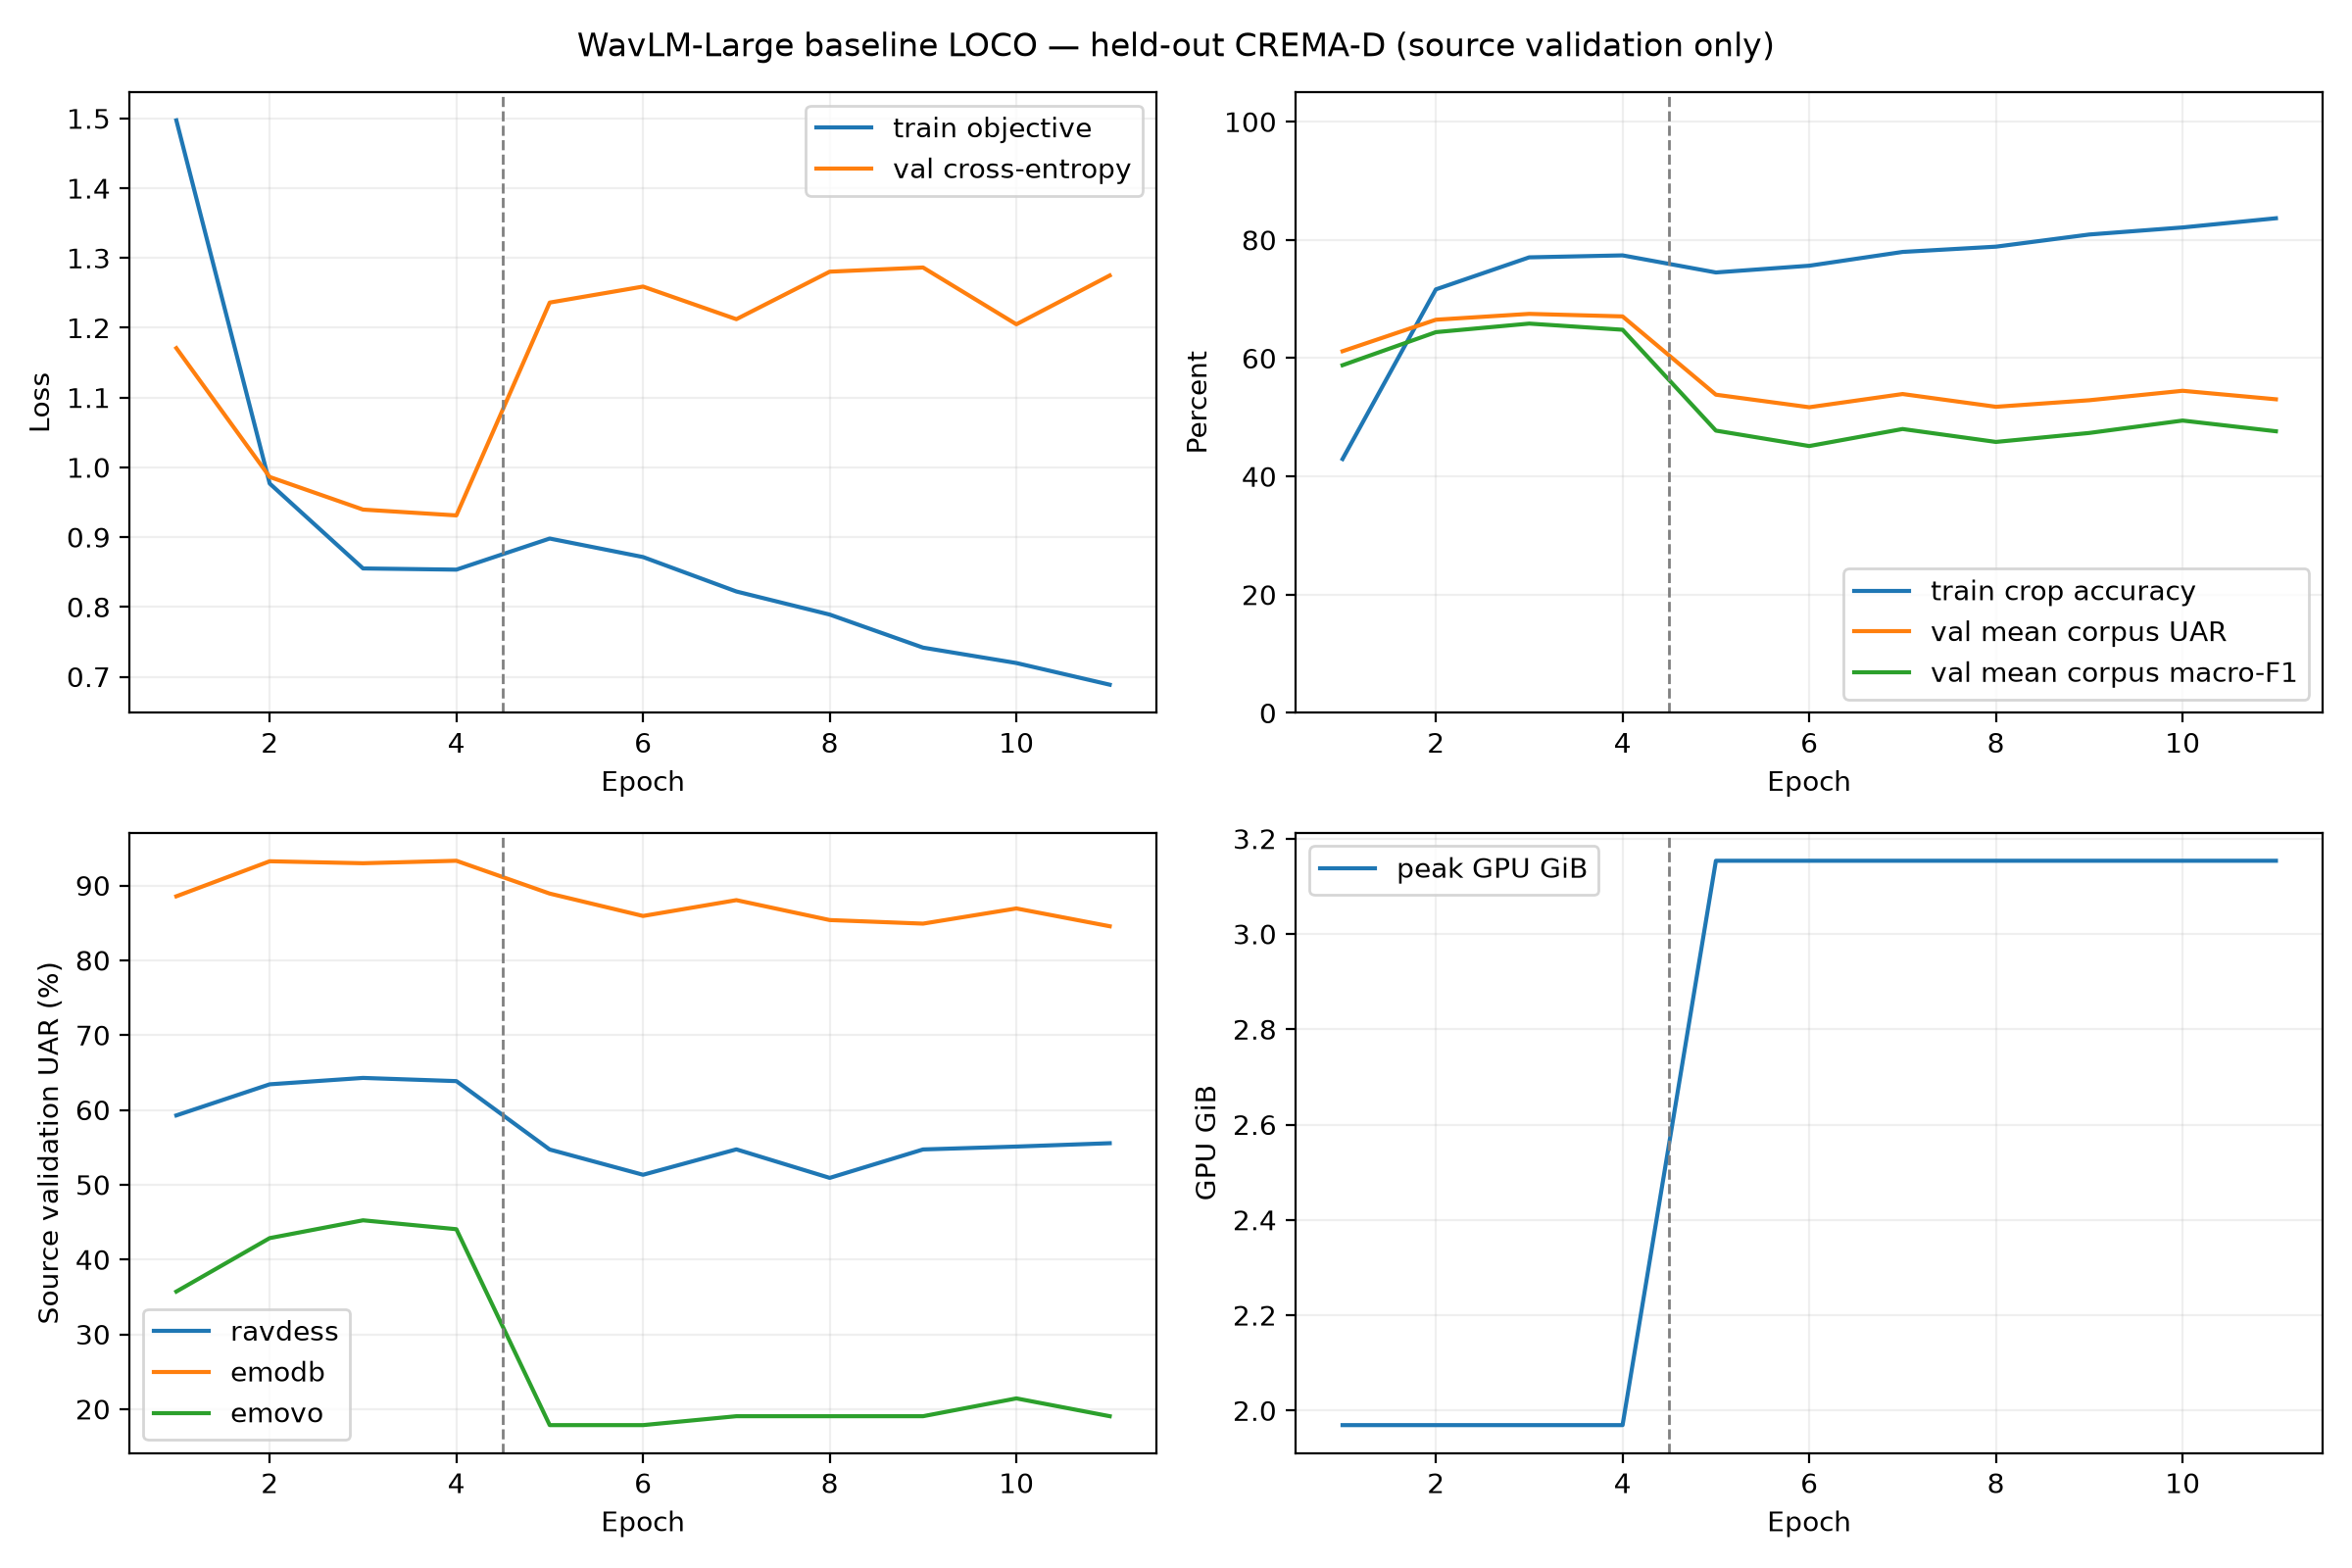 WavLM-Large baseline LOCO — held-out CREMA-D (source validation only)
1.5
1.4
1.3
1.2
1.1
1.0
0.9
0.8
0.7
Loss
train objective
val cross-entropy
2 4 6 8 10
Epoch
100
80
60
40
20
0
Percent
train crop accuracy
val mean corpus UAR
val mean corpus macro-F1
2 4 6 8 10
Epoch
90
80
70
60
50
40
30
20
Source validation UAR (%)
ravdess
emodb
emovo
2 4 6 8 10
Epoch
3.2
3.0
2.8
2.6
2.4
2.2
2.0
GPU GiB
peak GPU GiB
2 4 6 8 10
Epoch